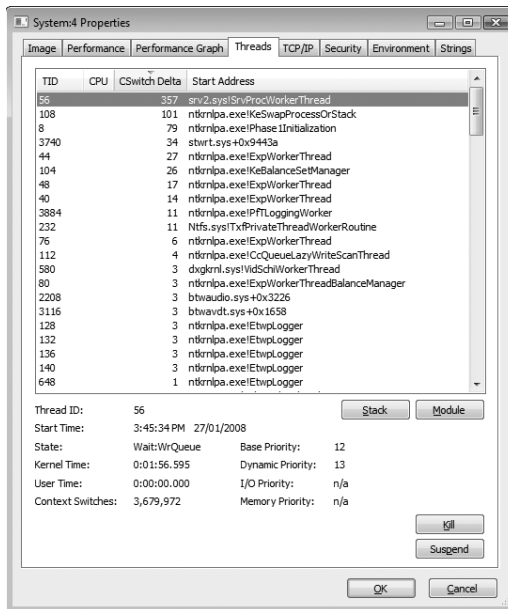 System:4 Properties
Image Performance Performance Graph Threads TCP/IP Security Environment Strings
TID CPU CSwitch Delta Start Address
56 357 srv2.sys!SrvProcWorkerThread
108 101 ntkrnlpa.exe!KeSwapProcessOrStack
8 79 ntkrnlpa.exe!Phase1Initialization
3740 34 stwrt.sys+0x9443a
44 27 ntkrnlpa.exe!ExpWorkerThread
104 26 ntkrnlpa.exe!KeBalanceSetManager
48 17 ntkrnlpa.exe!ExpWorkerThread
40 14 ntkrnlpa.exe!ExpWorkerThread
3884 11 ntkrnlpa.exe!PfTLoggingWorker
232 11 Ntfs.sys!TxfPrivateThreadWorkerRoutine
76 6 ntkrnlpa.exe!ExpWorkerThread
112 4 ntkrnlpa.exe!CcQueueLazyWriteScanThread
580 3 dxgkrnl.sys!VidSchiWorkerThread
80 3 ntkrnlpa.exe!ExpWorkerThreadBalanceManager
2208 3 btwaudio.sys+0x3226
3116 3 btwavdt.sys+0x1658
128 3 ntkrnlpa.exe!EtwpLogger
132 3 ntkrnlpa.exe!EtwpLogger
136 3 ntkrnlpa.exe!EtwpLogger
140 3 ntkrnlpa.exe!EtwpLogger
648 1 ntkrnlpa.exe!ExpWorkerThread
Thread ID: 56 Stack Module
Start Time: 3:45:34 PM 27/01/2008
State: Wait:WrQueue Base Priority: 12
Kernel Time: 0:01:56.595 Dynamic Priority: 13
User Time: 0:00:00.000 I/O Priority: n/a
Context Switches: 3,679,972 Memory Priority: n/a
Kill
Suspend
OK Cancel